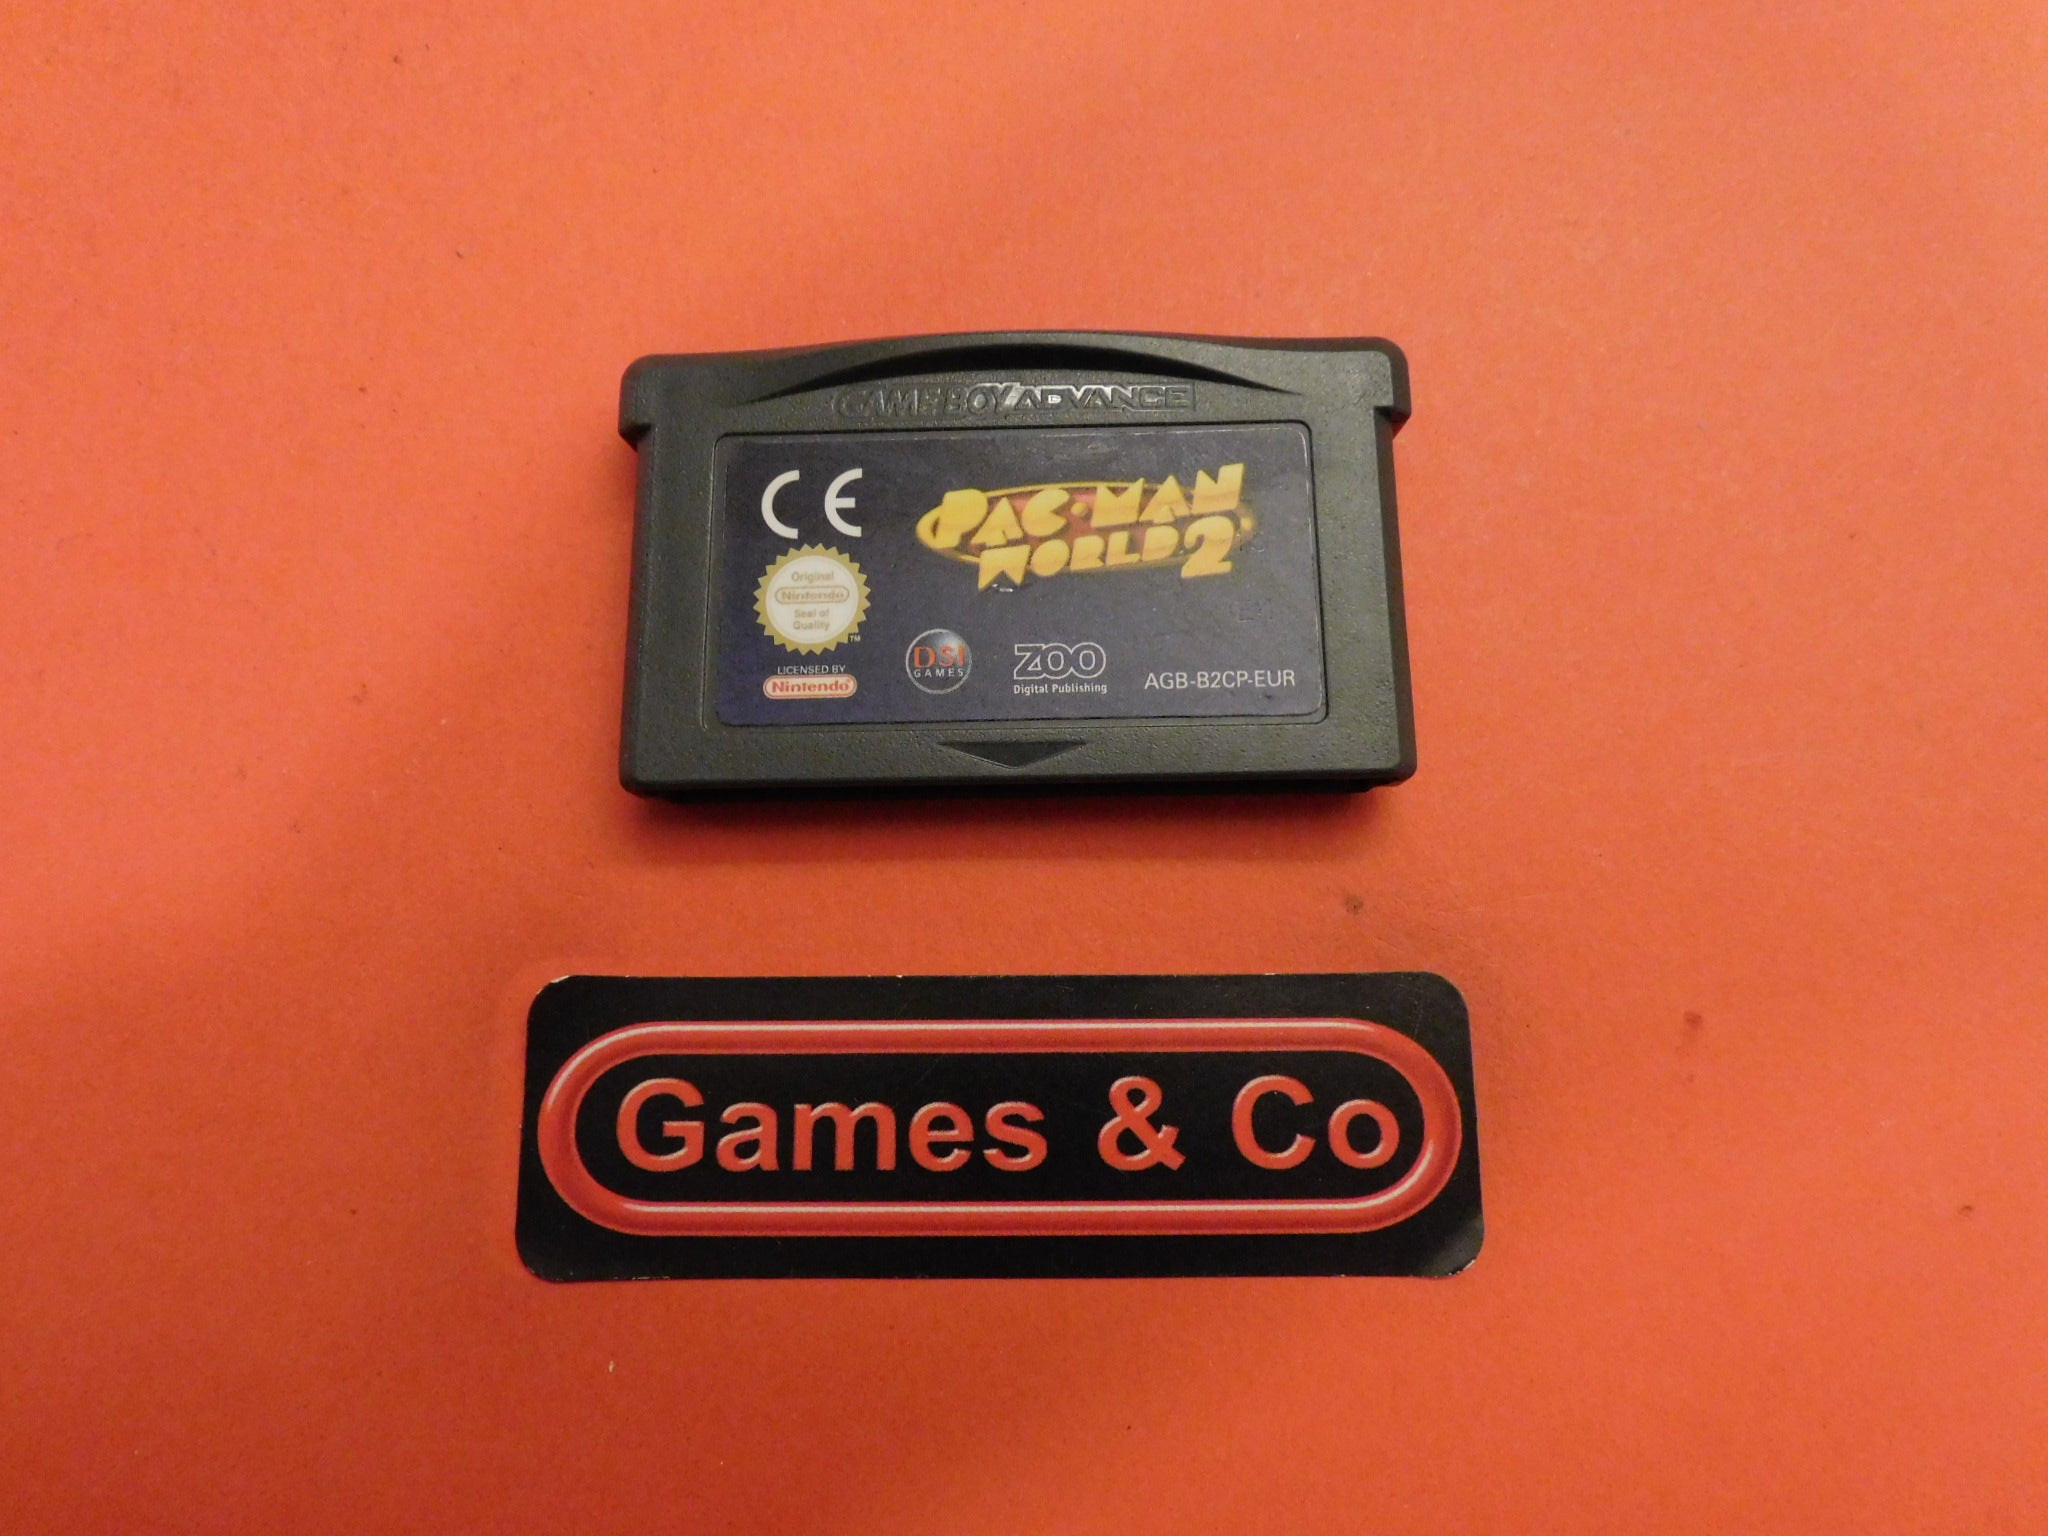 GAME BOY ADVANCE
CE
PAC-MAN
WORLD 2
Original
Nintendo
Seal of
Quality
TM
LICENSED BY
Nintendo
DSI
GAMES
ZOO
Digital Publishing
AGB-B2CP-EUR
Games & Co